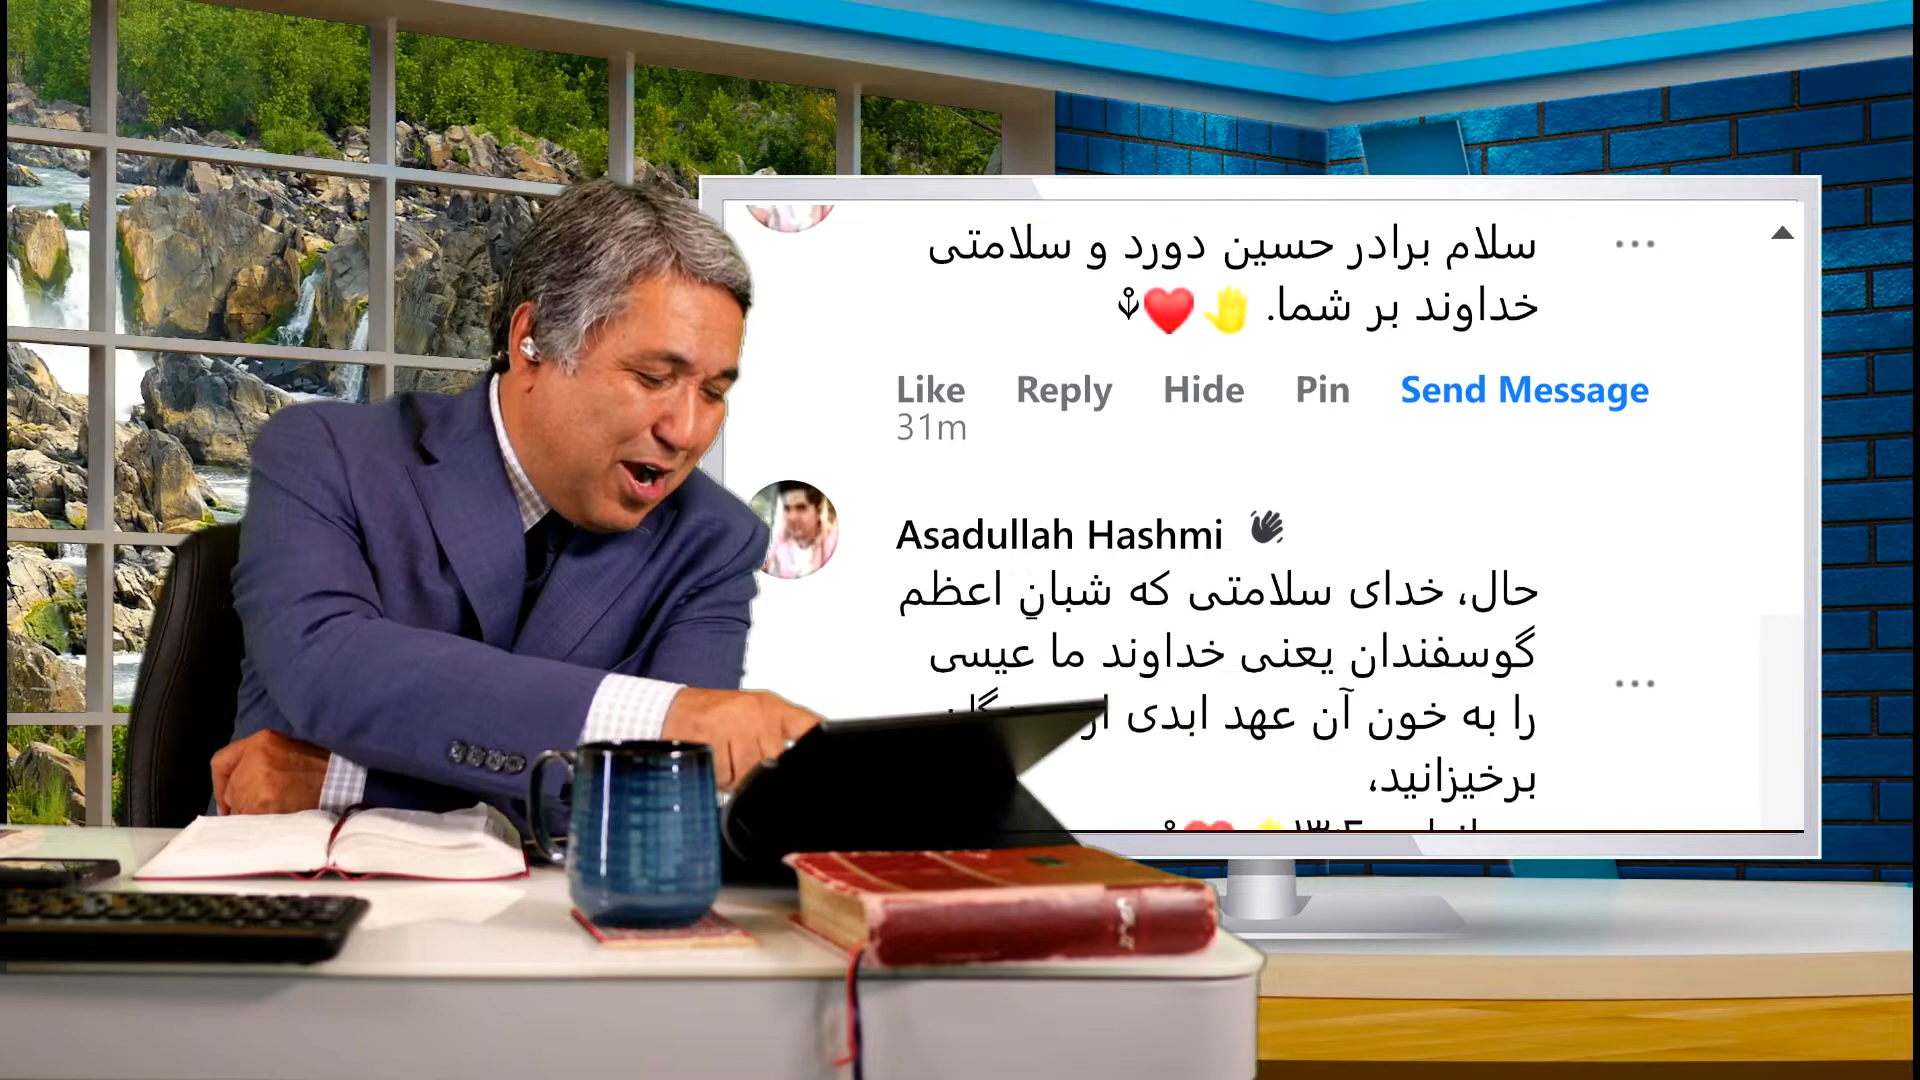 سلام برادر حسین دورد و سلامتی
خداوند بر شما. 🤚❤️⚓
Like Reply Hide Pin Send Message
31m
Asadullah Hashmi 👋
حال، خدای سلامتی که شبانِ اعظم
گوسفندان یعنی خداوند ما عیسی
را به خون آن عهد ابدی
برخیزانید،